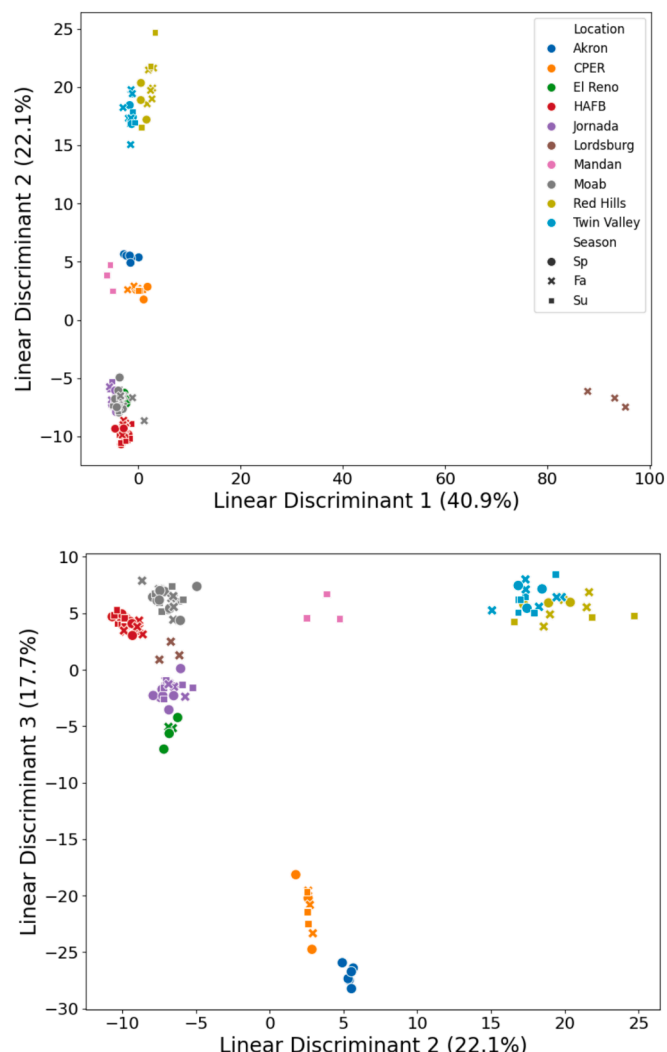 25
20
15
10
5
0
−5
−10
Linear Discriminant 2 (22.1%)
Location
Akron
CPER
El Reno
HAFB
Jornada
Lordsburg
Mandan
Moab
Red Hills
Twin Valley
Season
Sp
Fa
Su
0 20 40 60 80 100
Linear Discriminant 1 (40.9%)
10
5
0
−5
−10
−15
−20
−25
−30
Linear Discriminant 3 (17.7%)
−10 −5 0 5 10 15 20 25
Linear Discriminant 2 (22.1%)